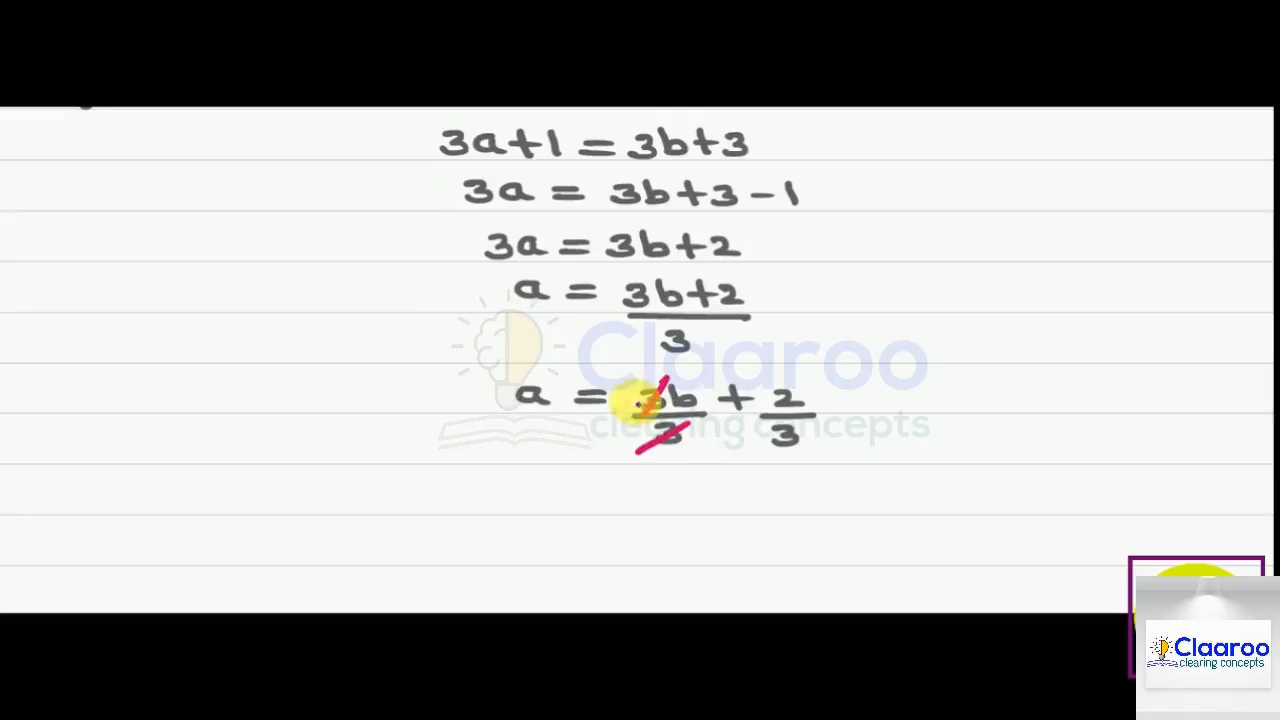 3a+1 = 3b+3
3a = 3b+3-1
3a = 3b+2
a = 3b+2
3
a = 3b/3 + 2/3
Claaroo
clearing concepts
Claaroo
clearing concepts